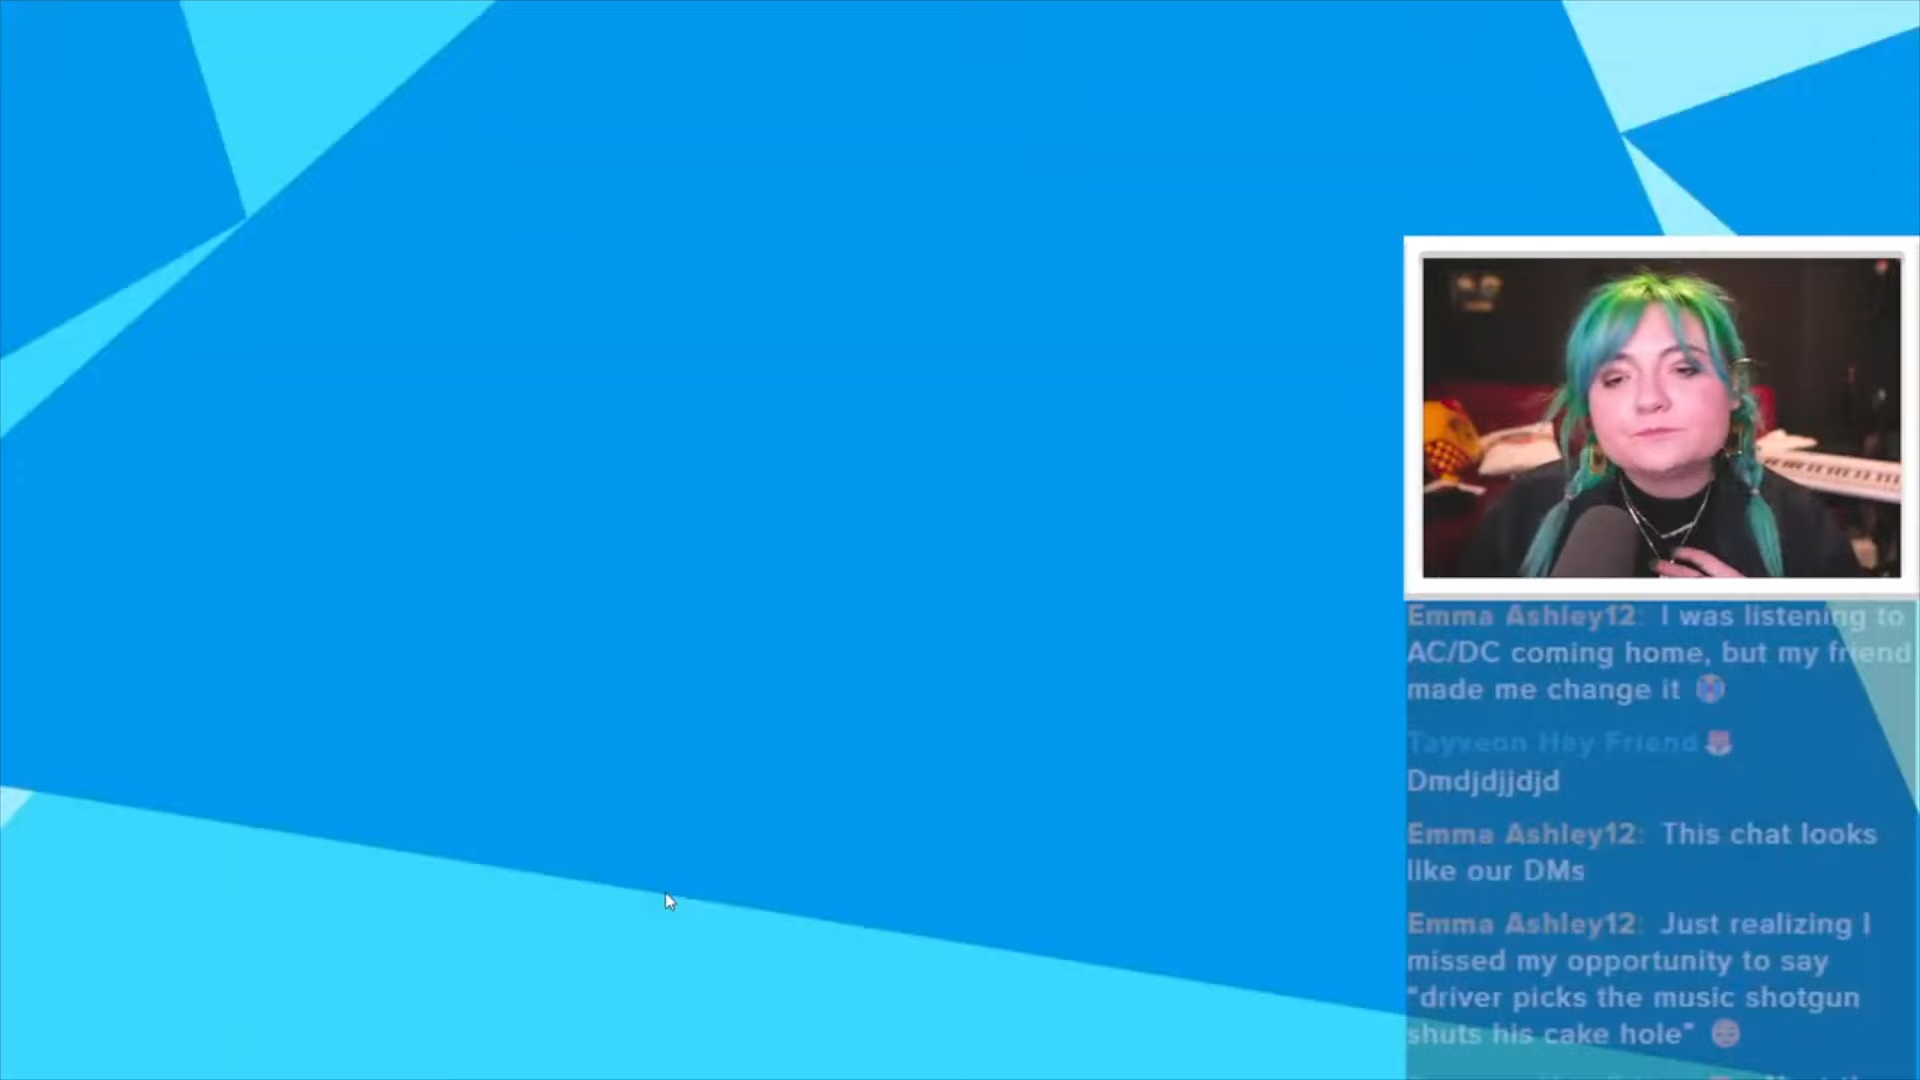 Emma Ashley12: I was listening to
AC/DC coming home, but my friend
made me change it
Tayveon Hey Friend
Dmdjdjjdjd
Emma Ashley12: This chat looks
like our DMs
Emma Ashley12: Just realizing I
missed my opportunity to say
"driver picks the music shotgun
shuts his cake hole"